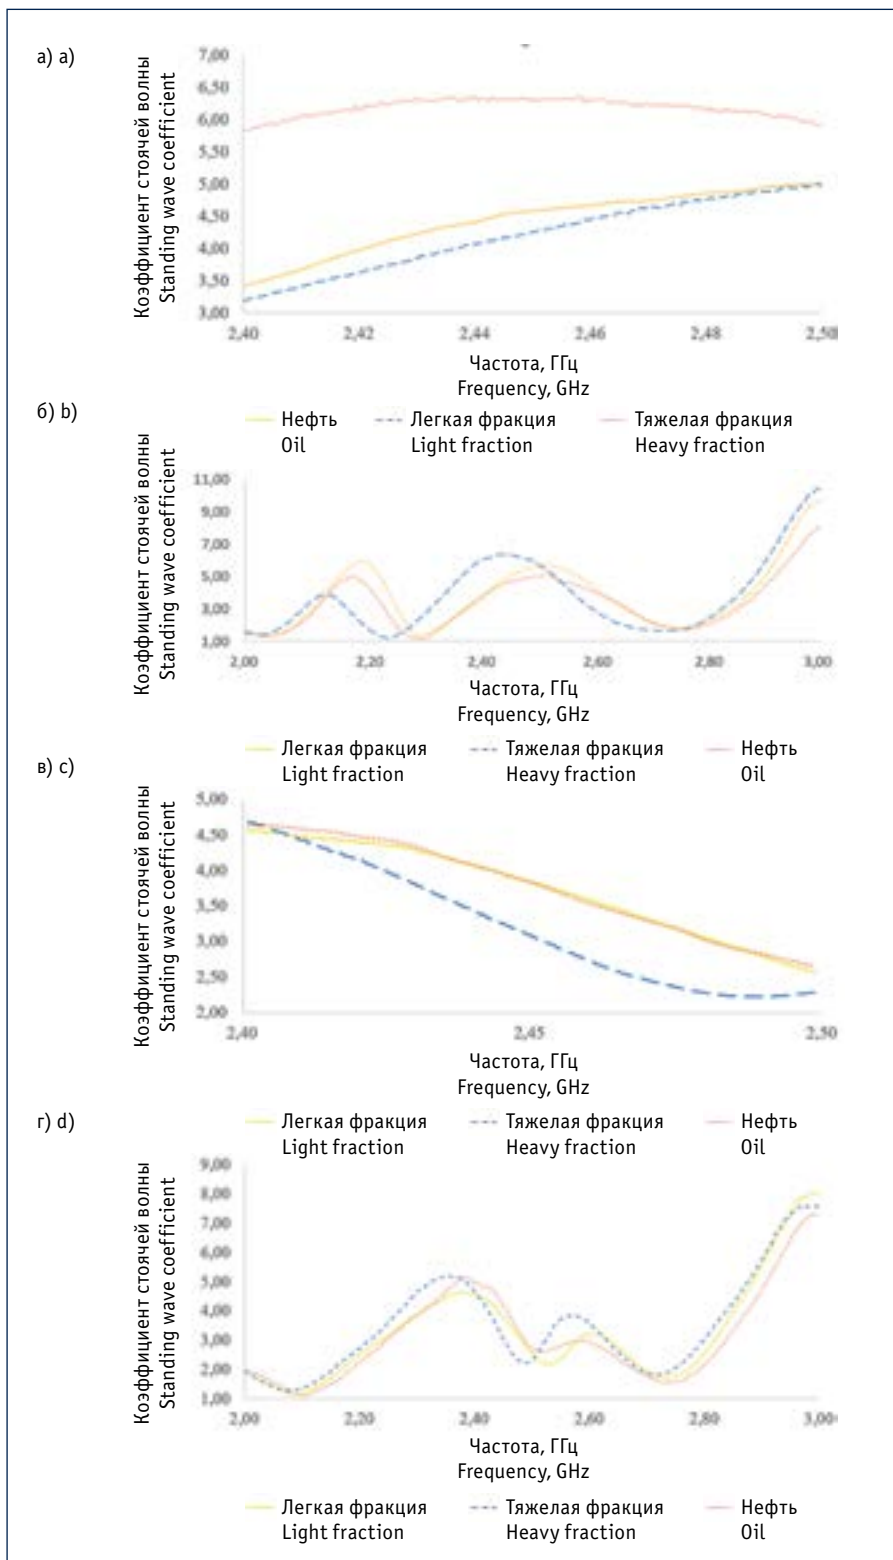 а) a)
Коэффициент стоячей волны
Standing wave coefficient
7,00
6,50
6,00
5,50
5,00
4,50
4,00
3,50
3,00
2,40 2,42 2,44 2,46 2,48 2,50
Частота, ГГц
Frequency, GHz
Нефть Легкая фракция Тяжелая фракция
Oil Light fraction Heavy fraction
б) b)
Коэффициент стоячей волны
Standing wave coefficient
11,00
9,00
7,00
5,00
3,00
1,00
2,00 2,20 2,40 2,60 2,80 3,00
Частота, ГГц
Frequency, GHz
Легкая фракция Тяжелая фракция Нефть
Light fraction Heavy fraction Oil
в) c)
Коэффициент стоячей волны
Standing wave coefficient
5,00
4,50
4,00
3,50
3,00
2,50
2,00
2,40 2,45 2,50
Частота, ГГц
Frequency, GHz
Легкая фракция Тяжелая фракция Нефть
Light fraction Heavy fraction Oil
г) d)
Коэффициент стоячей волны
Standing wave coefficient
9,00
8,00
7,00
6,00
5,00
4,00
3,00
2,00
1,00
2,00 2,20 2,40 2,60 2,80 3,00
Частота, ГГц
Frequency, GHz
Легкая фракция Тяжелая фракция Нефть
Light fraction Heavy fraction Oil